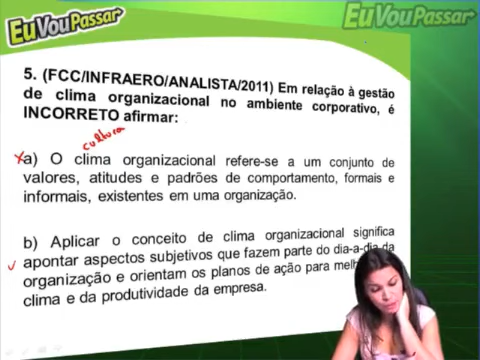 EuVouPassar
EuVouPassar
5. (FCC/INFRAERO/ANALISTA/2011) Em relação à gestão
de clima organizacional no ambiente corporativo, é
INCORRETO afirmar:
cultura
xa) O clima organizacional refere-se a um conjunto de
valores, atitudes e padrões de comportamento, formais e
informais, existentes em uma organização.
b) Aplicar o conceito de clima organizacional significa
apontar aspectos subjetivos que fazem parte do dia-a-dia da
organização e orientam os planos de ação para
clima e da produtividade da empresa.